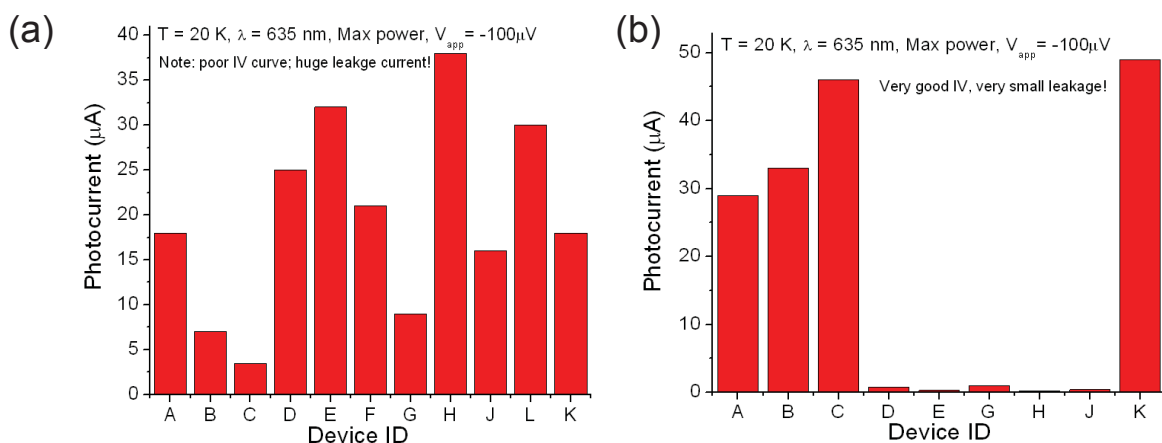 (a)
T = 20 K, λ = 635 nm, Max power, Vapp= -100μV
Note: poor IV curve; huge leakge current!
Photocurrent (μA)
40
35
30
25
20
15
10
5
0
A B C D E F G H J L K
Device ID
(b)
T = 20 K, λ = 635 nm, Max power, Vapp= -100μV
Very good IV, very small leakage!
Photocurrent (μA)
50
40
30
20
10
0
A B C D E G H J K
Device ID